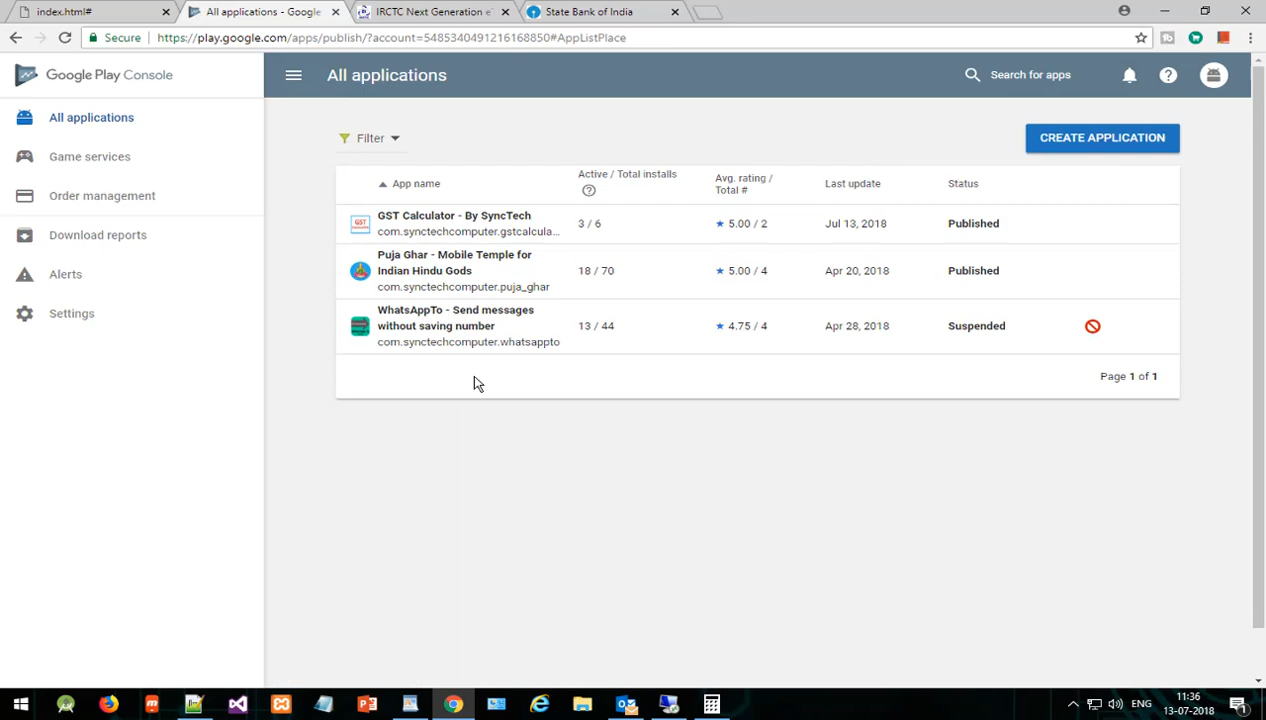 index.html#
All applications - Google
IRCTC Next Generation e
State Bank of India
Secure
https://play.google.com/apps/publish/?account=5485340491216168850#AppListPlace
Google Play Console
All applications
Search for apps
All applications
Game services
Order management
Download reports
Alerts
Settings
Filter
CREATE APPLICATION
App name
Active / Total installs
Avg. rating /
Total #
Last update
Status
GST Calculator - By SyncTech
com.synctechcomputer.gstcalcula...
3 / 6
5.00 / 2
Jul 13, 2018
Published
Puja Ghar - Mobile Temple for
Indian Hindu Gods
com.synctechcomputer.puja_ghar
18 / 70
5.00 / 4
Apr 20, 2018
Published
WhatsAppTo - Send messages
without saving number
com.synctechcomputer.whatsappto
13 / 44
4.75 / 4
Apr 28, 2018
Suspended
Page 1 of 1
ENG
11:36
13-07-2018
1